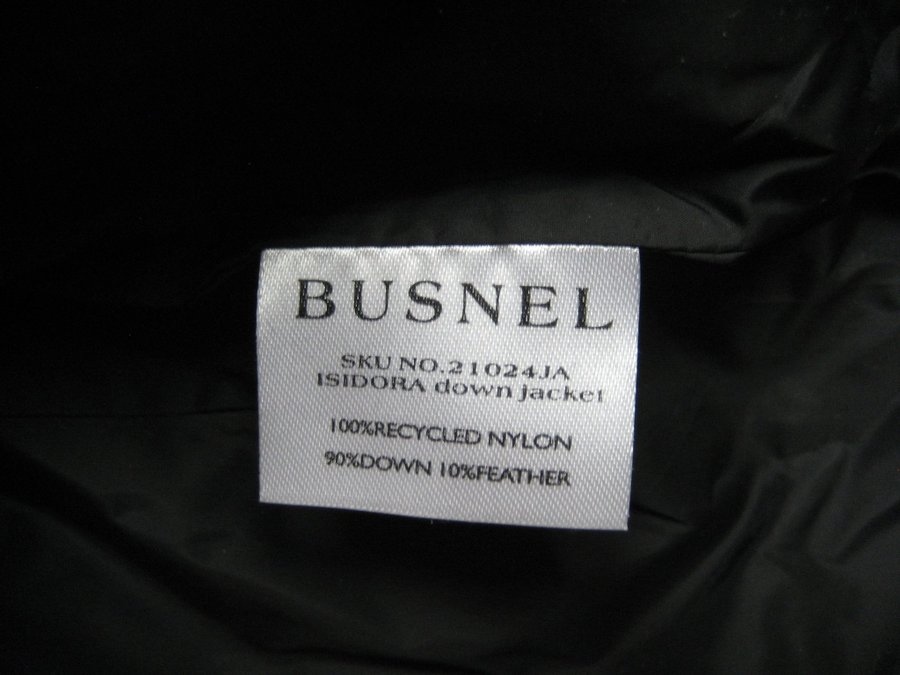 BUSNEL
SKU NO.21024JA
ISIDORA down jacket
100%RECYCLED NYLON
90%DOWN 10%FEATHER